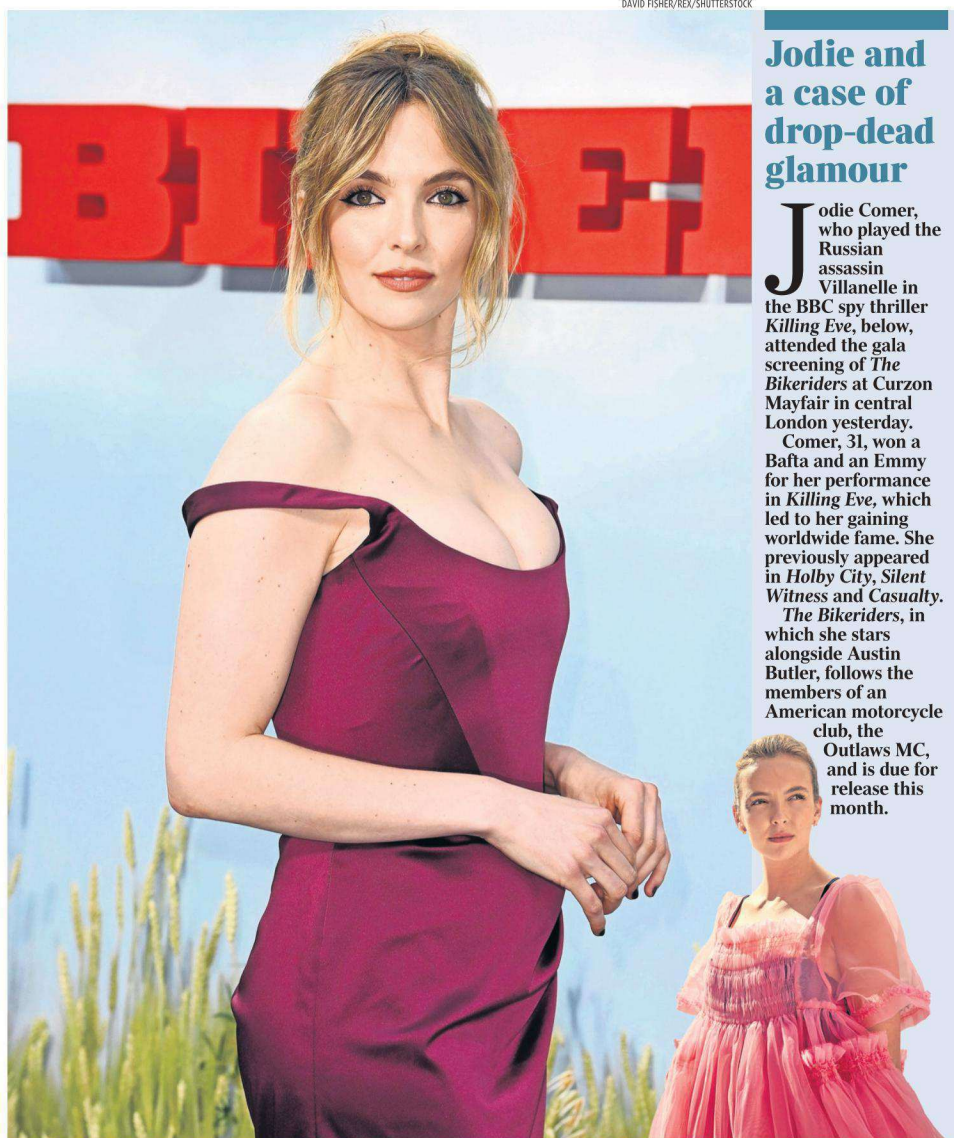 DAVID FISHER/REX/SHUTTERSTOCK
BIKE
Jodie and
a case of
drop-dead
glamour
Jodie Comer,
who played the
Russian
assassin
Villanelle in
the BBC spy thriller
Killing Eve, below,
attended the gala
screening of The
Bikeriders at Curzon
Mayfair in central
London yesterday.
Comer, 31, won a
Bafta and an Emmy
for her performance
in Killing Eve, which
led to her gaining
worldwide fame. She
previously appeared
in Holby City, Silent
Witness and Casualty.
The Bikeriders, in
which she stars
alongside Austin
Butler, follows the
members of an
American motorcycle
club, the
Outlaws MC,
and is due for
release this
month.